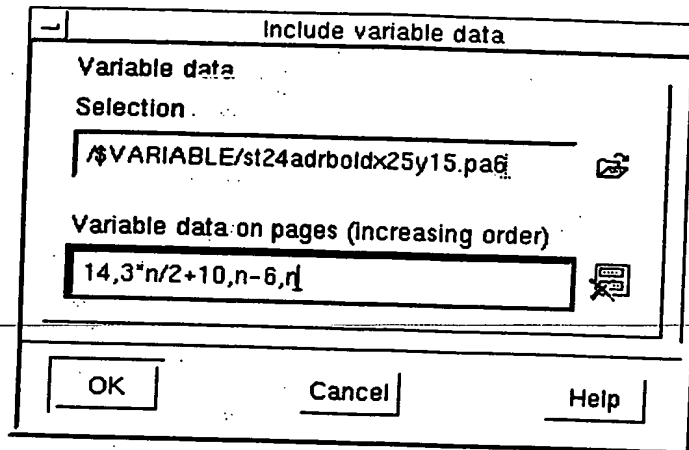 Include variable data
Variable data
Selection
/$VARIABLE/st24adrboldx25y15.pa6
Variable data on pages (increasing order)
14,3*n/2+10,n-6,n
OK Cancel Help